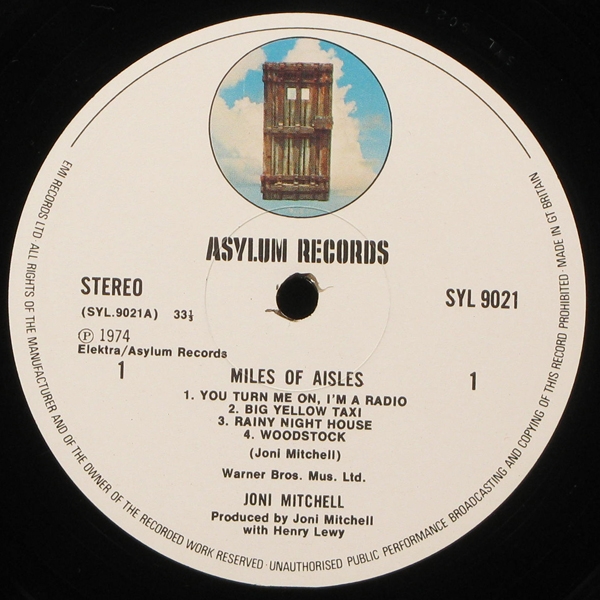 ASYLUM RECORDS
STEREO
SYL 9021
(SYL.9021A) 33⅓
Ⓟ 1974
Elektra/Asylum Records
1
1
MILES OF AISLES
1. YOU TURN ME ON, I'M A RADIO
2. BIG YELLOW TAXI
3. RAINY NIGHT HOUSE
4. WOODSTOCK
(Joni Mitchell)
Warner Bros. Mus. Ltd.
JONI MITCHELL
Produced by Joni Mitchell
with Henry Lewy
EMI RECORDS LTD ALL RIGHTS OF THE MANUFACTURER AND OF THE OWNER OF THE RECORDED WORK RESERVED · UNAUTHORISED PUBLIC PERFORMANCE BROADCASTING AND COPYING OF THIS RECORD PROHIBITED · MADE IN GT BRITAIN